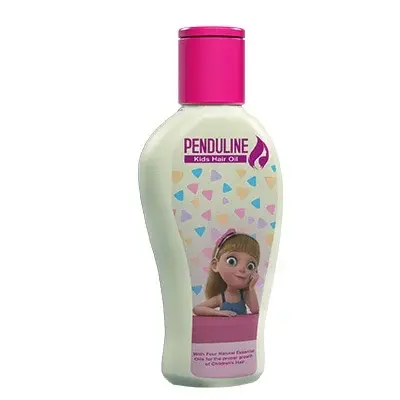 PENDULINE
Kids Hair Oil
With Four Natural Essential
Oils for the proper growth
of Children's Hair